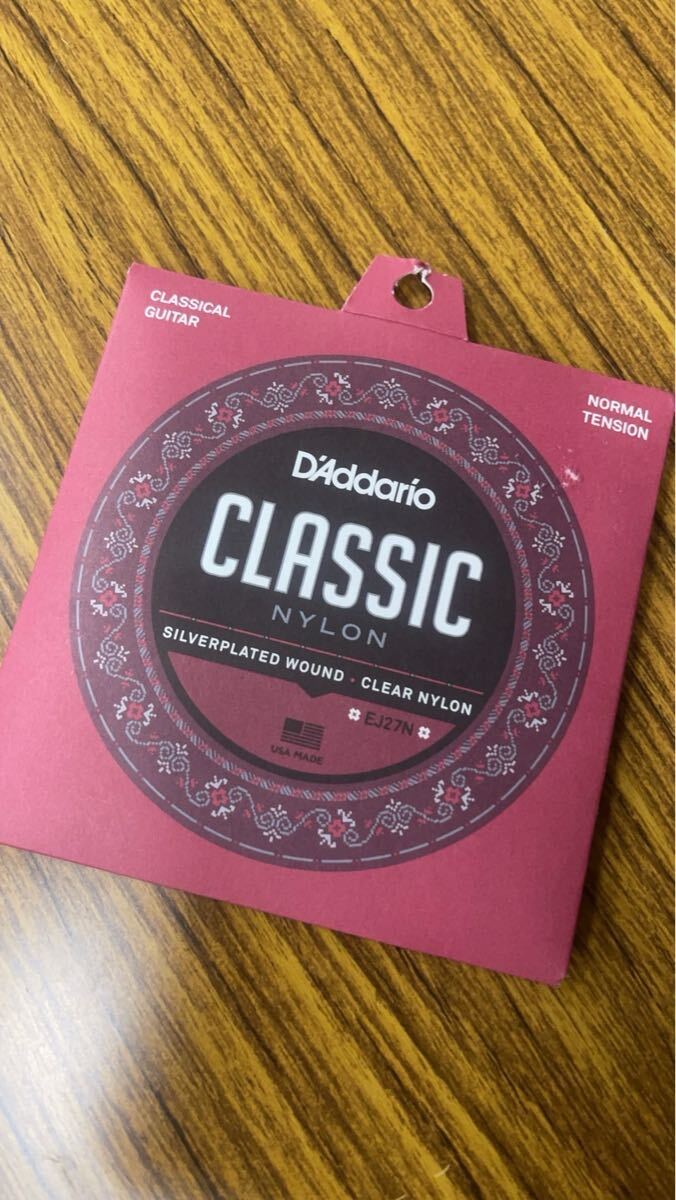 CLASSICAL
GUITAR
NORMAL
TENSION
D'Addario
CLASSIC
NYLON
SILVERPLATED WOUND • CLEAR NYLON
EJ27N
USA MADE